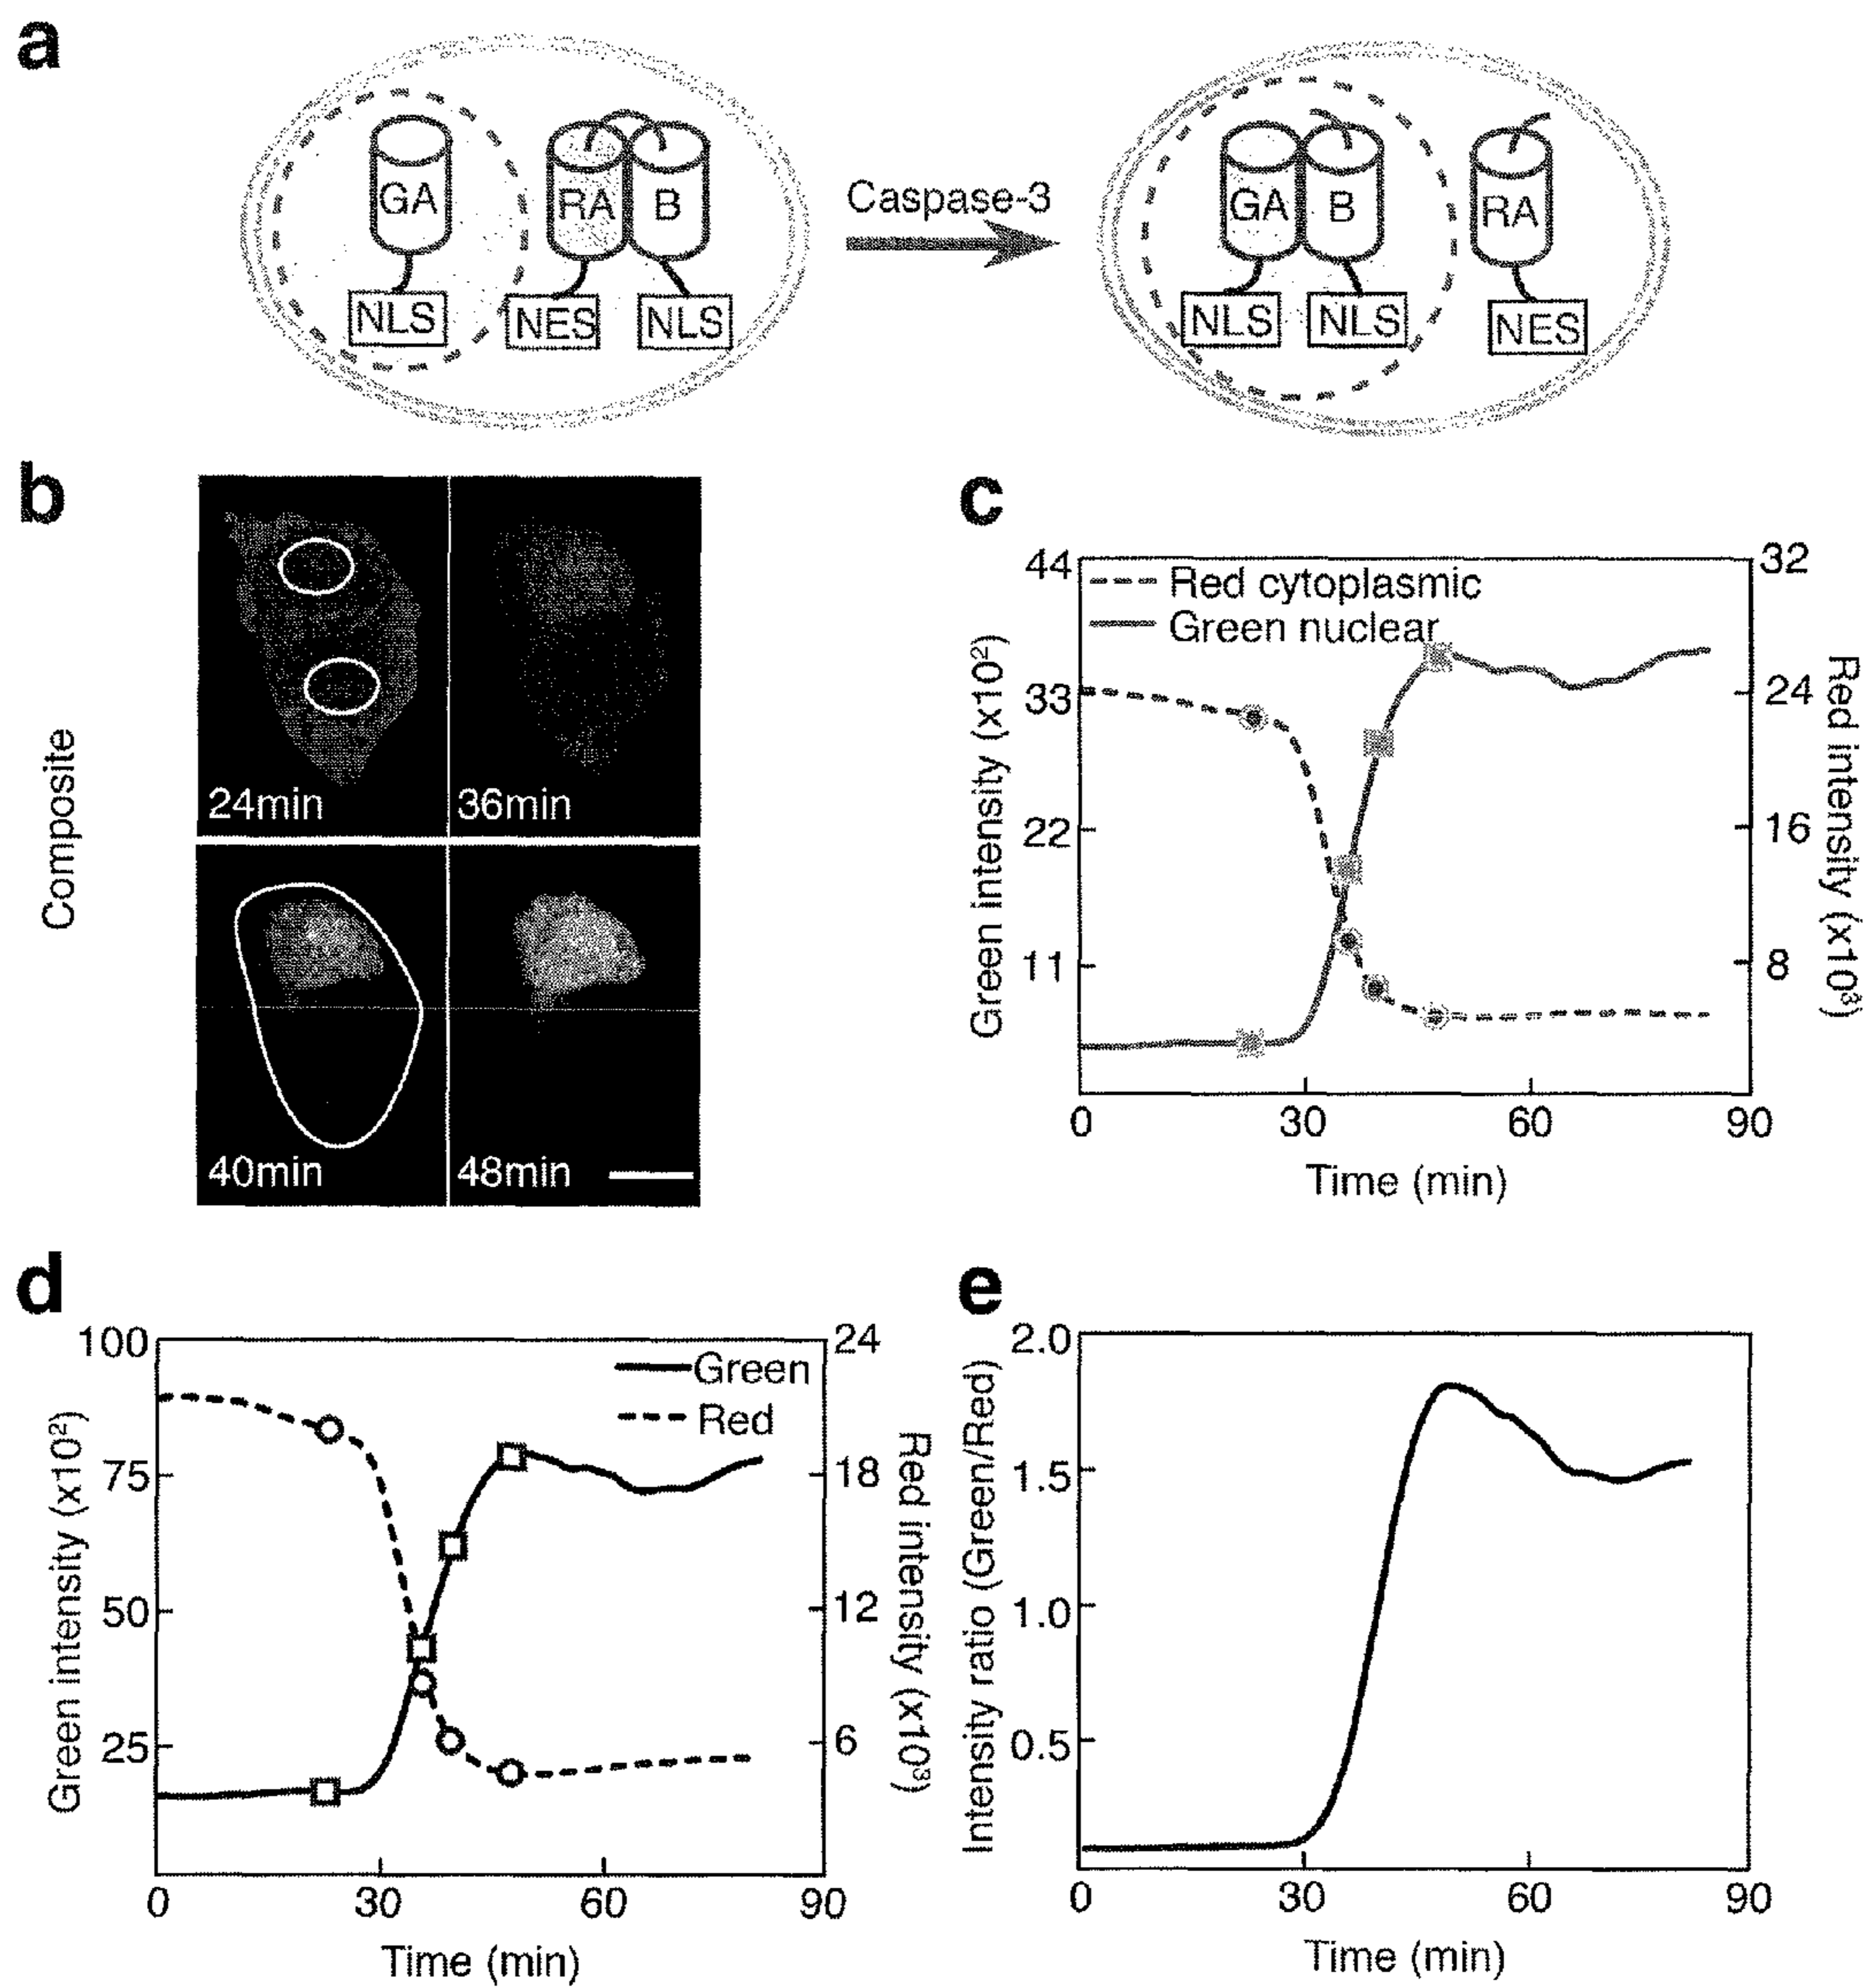 a
GA
RA
B
NLS
NES
NLS
Caspase-3
GA
B
RA
NLS
NLS
NES
b
Composite
24min
36min
40min
48min
c
Green intensity (x10²)
44
33
22
11
Red cytoplasmic
Green nuclear
32
24
16
8
Red intensity (x10³)
0
30
60
90
Time (min)
d
Green intensity (x10²)
100
75
50
25
Green
Red
24
18
12
6
Red intensity (x10³)
0
30
60
90
Time (min)
e
Intensity ratio (Green/Red)
2.0
1.5
1.0
0.5
0
30
60
90
Time (min)